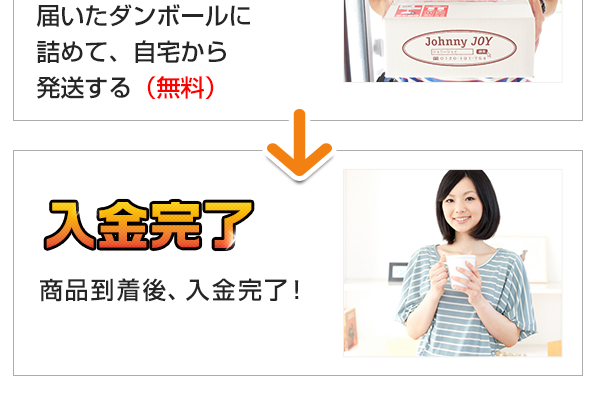 届いたダンボールに
詰めて、自宅から
発送する（無料）
Johnny JOY
入金完了
商品到着後、入金完了！